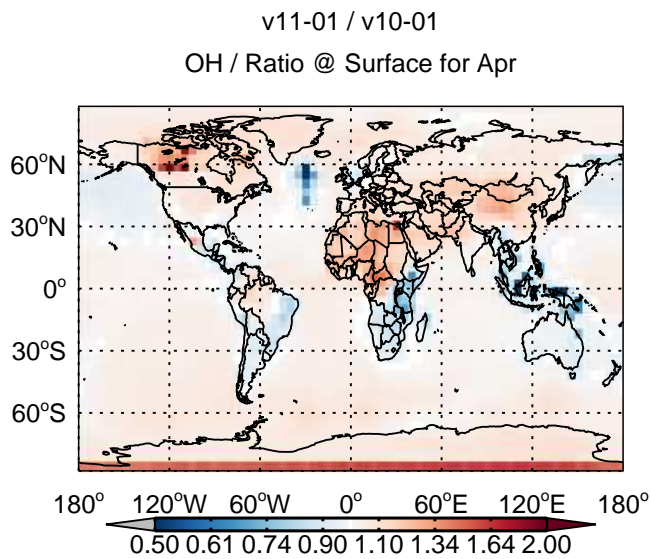 v11-01 / v10-01
OH / Ratio @ Surface for Apr
60°N
30°N
0°
30°S
60°S
180° 120°W 60°W 0° 60°E 120°E 180°
0.50 0.61 0.74 0.90 1.10 1.34 1.64 2.00